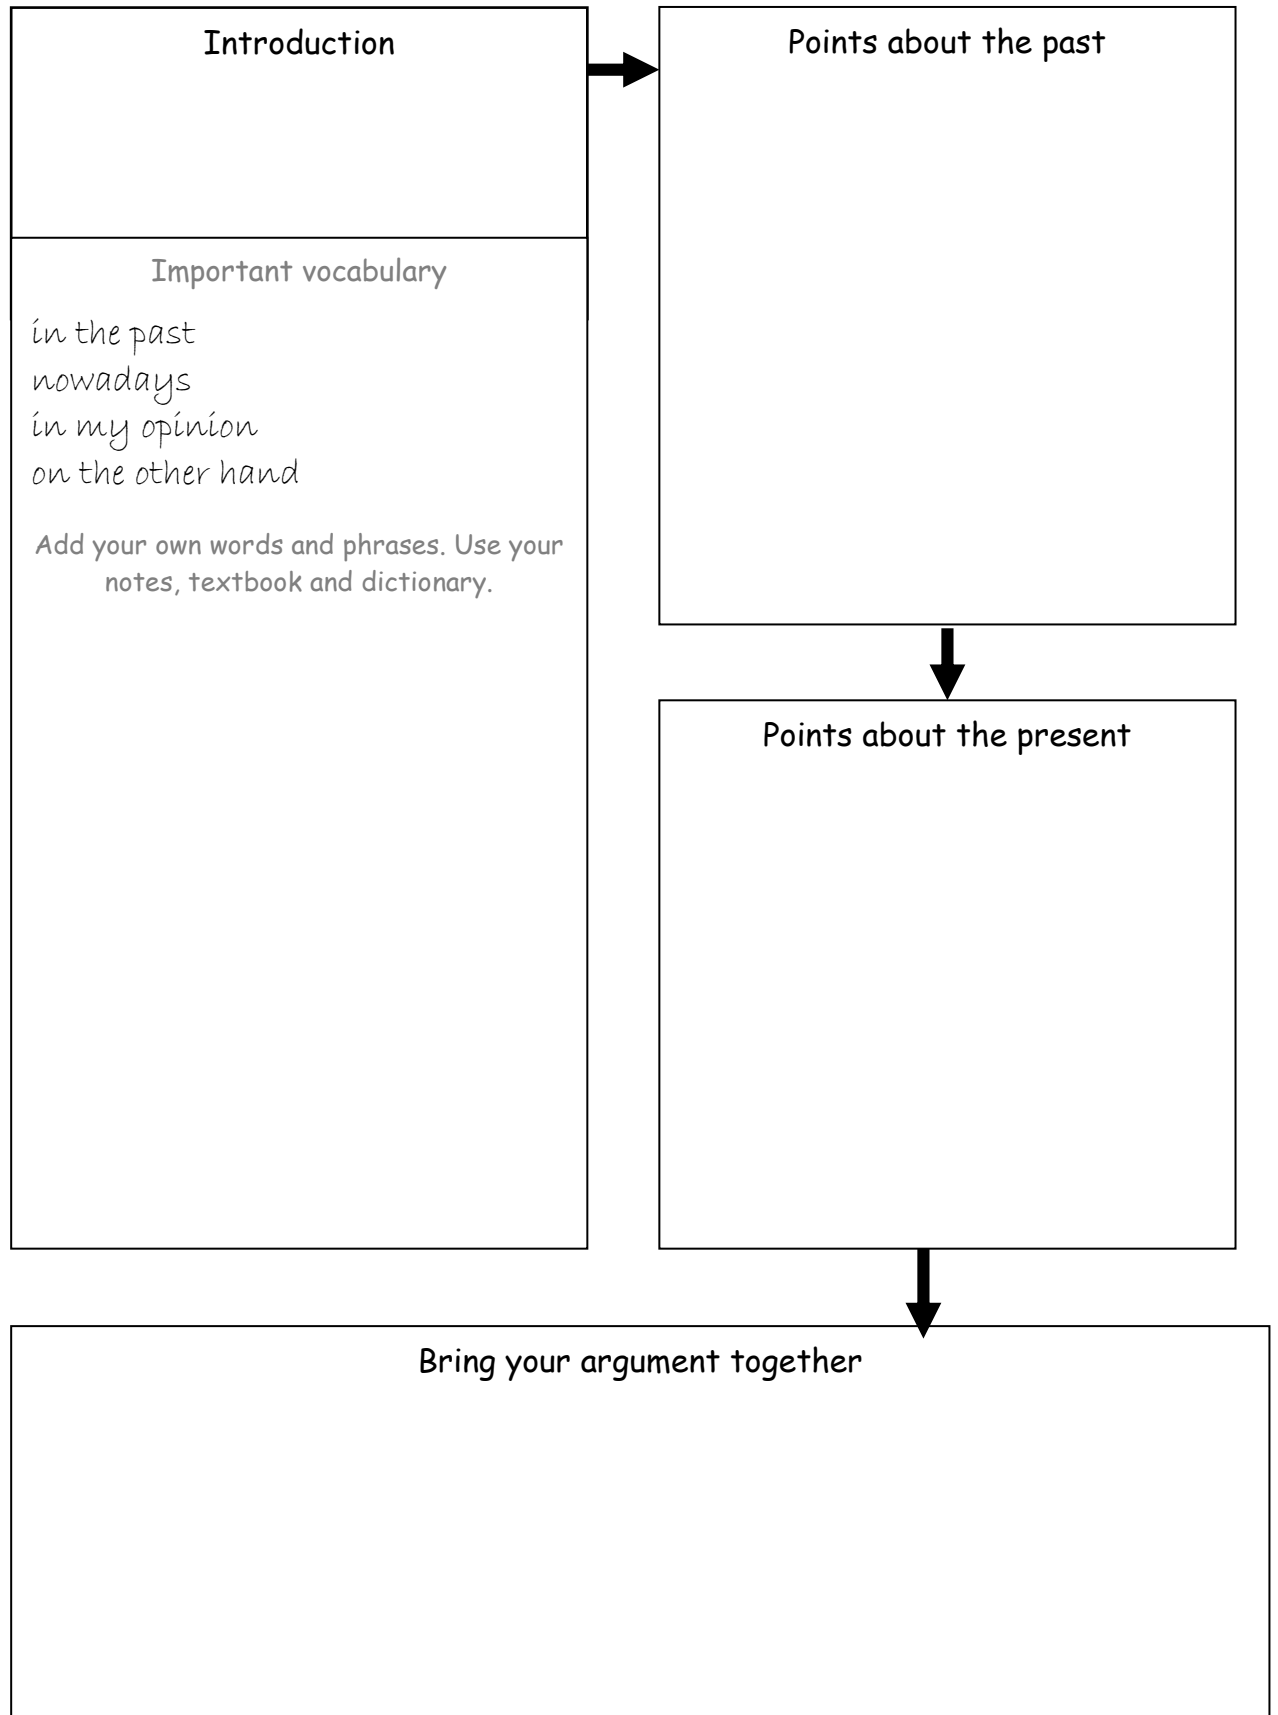 Introduction
Important vocabulary
in the past
nowadays
in my opinion
on the other hand
Add your own words and phrases. Use your
notes, textbook and dictionary.
Points about the past
Points about the present
Bring your argument together